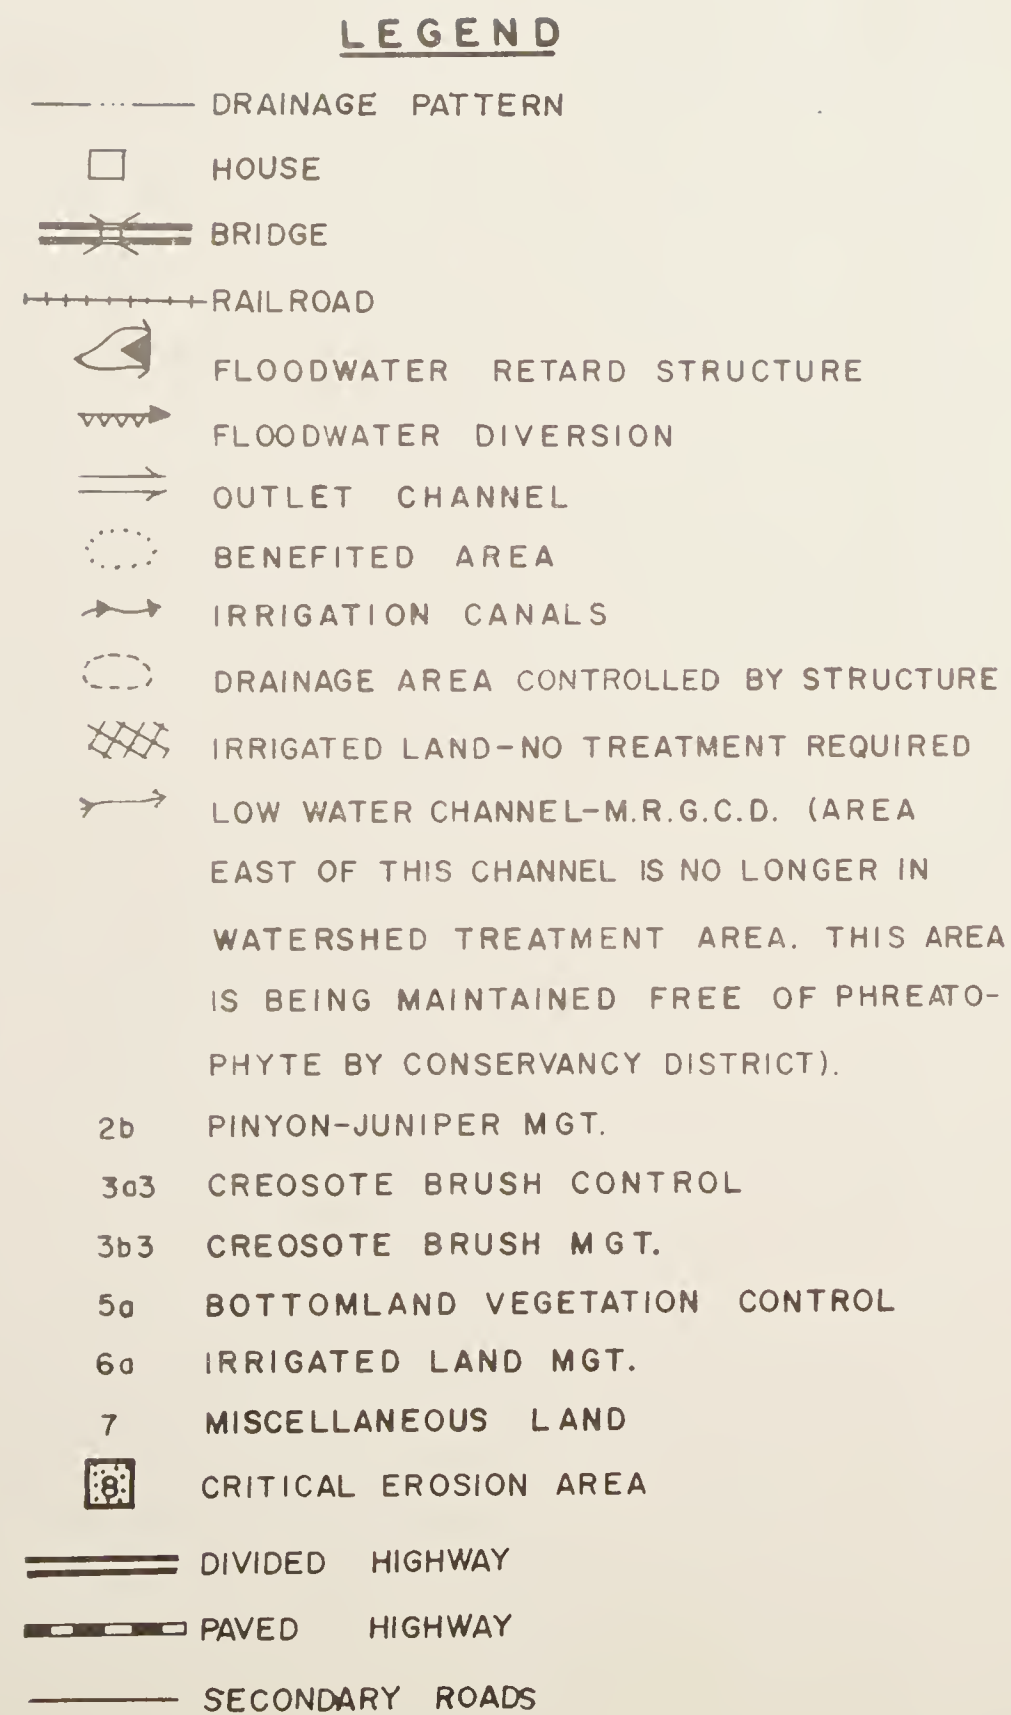 LEGEND
DRAINAGE PATTERN
HOUSE
BRIDGE
RAILROAD
FLOODWATER RETARD STRUCTURE
FLOODWATER DIVERSION
OUTLET CHANNEL
BENEFITED AREA
IRRIGATION CANALS
DRAINAGE AREA CONTROLLED BY STRUCTURE
IRRIGATED LAND-NO TREATMENT REQUIRED
LOW WATER CHANNEL-M.R.G.C.D. (AREA
EAST OF THIS CHANNEL IS NO LONGER IN
WATERSHED TREATMENT AREA. THIS AREA
IS BEING MAINTAINED FREE OF PHREATO-
PHYTE BY CONSERVANCY DISTRICT).
2b PINYON-JUNIPER MGT.
3a3 CREOSOTE BRUSH CONTROL
3b3 CREOSOTE BRUSH MGT.
5a BOTTOMLAND VEGETATION CONTROL
6a IRRIGATED LAND MGT.
7 MISCELLANEOUS LAND
8 CRITICAL EROSION AREA
DIVIDED HIGHWAY
PAVED HIGHWAY
SECONDARY ROADS